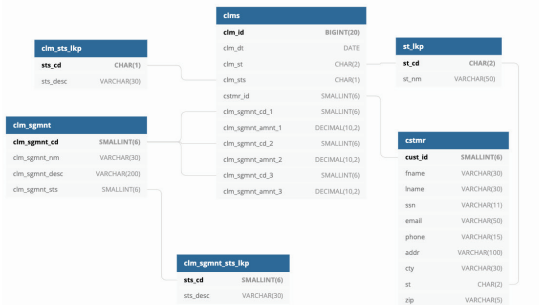 clms
clm_id BIGINT(20)
clm_dt DATE
clm_st CHAR(2)
clm_sts CHAR(1)
cstmr_id SMALLINT(6)
clm_sgmnt_cd_1 SMALLINT(6)
clm_sgmnt_amnt_1 DECIMAL(10,2)
clm_sgmnt_cd_2 SMALLINT(6)
clm_sgmnt_amnt_2 DECIMAL(10,2)
clm_sgmnt_cd_3 SMALLINT(6)
clm_sgmnt_amnt_3 DECIMAL(10,2)
clm_sts_lkp
sts_cd CHAR(1)
sts_desc VARCHAR(30)
st_lkp
st_cd CHAR(2)
st_nm VARCHAR(50)
clm_sgmnt
clm_sgmnt_cd SMALLINT(6)
clm_sgmnt_nm VARCHAR(30)
clm_sgmnt_desc VARCHAR(200)
clm_sgmnt_sts SMALLINT(6)
cstmr
cust_id SMALLINT(6)
fname VARCHAR(30)
lname VARCHAR(30)
ssn VARCHAR(11)
email VARCHAR(50)
phone VARCHAR(15)
addr VARCHAR(100)
cty VARCHAR(30)
st CHAR(2)
zip VARCHAR(5)
clm_sgmnt_sts_lkp
sts_cd SMALLINT(6)
sts_desc VARCHAR(30)